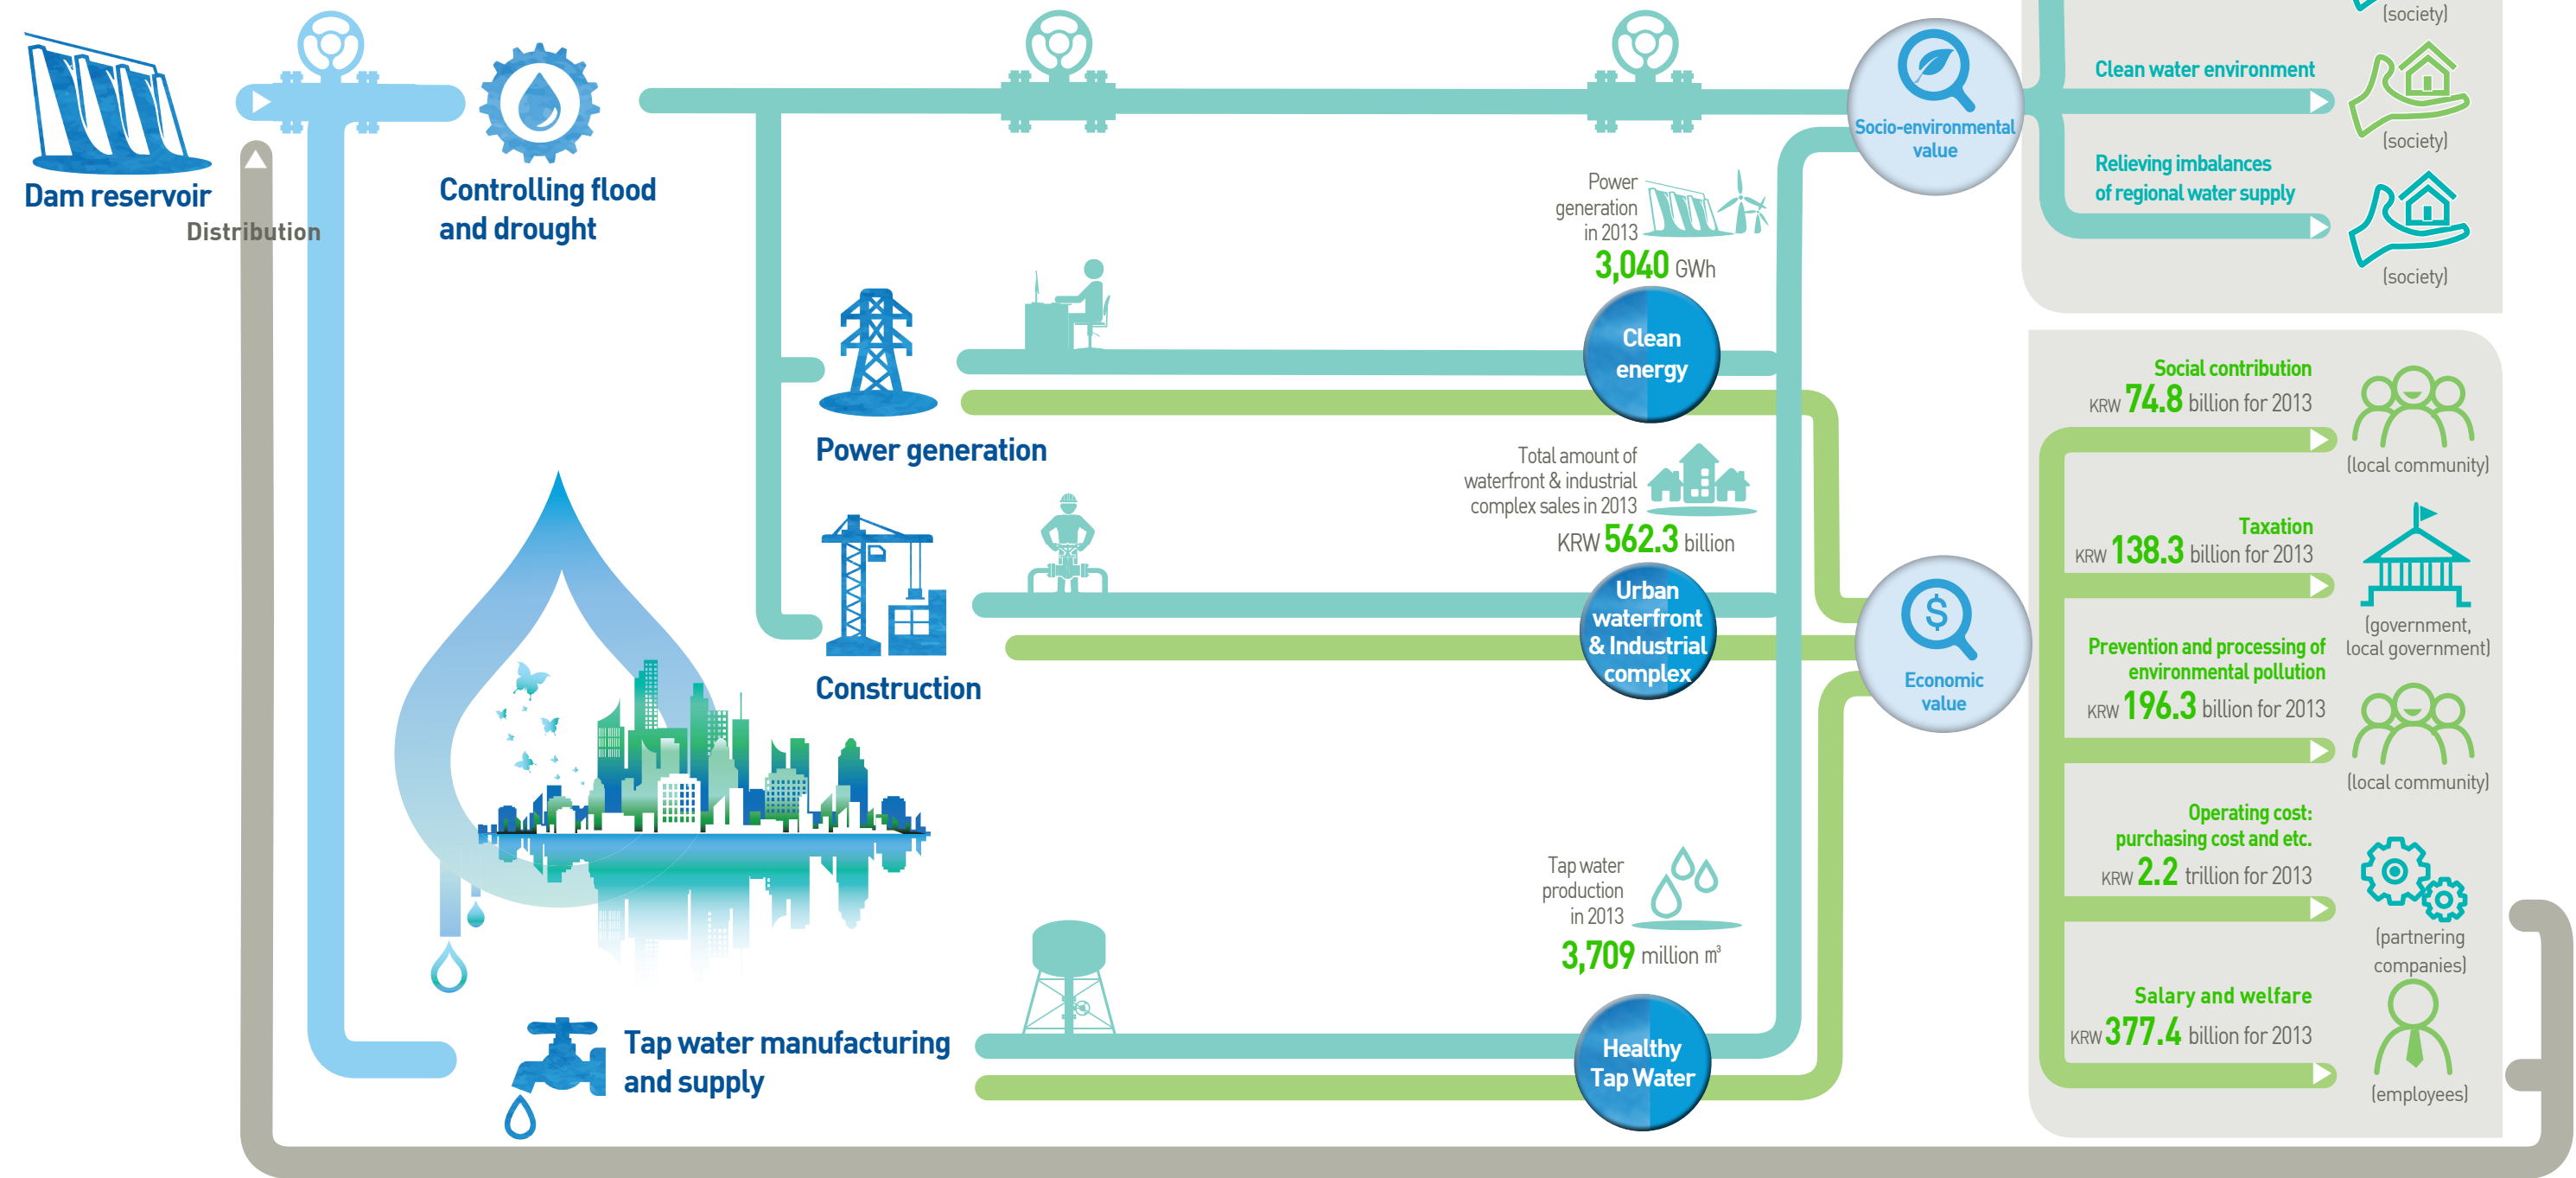 Dam reservoir
Distribution
Controlling flood
and drought
Power generation
Construction
Tap water manufacturing
and supply
Power
generation
in 2013
3,040 GWh
Clean
energy
Total amount of
waterfront & industrial
complex sales in 2013
KRW 562.3 billion
Urban
waterfront
& Industrial
complex
Tap water
production
in 2013
3,709 million m³
Healthy
Tap Water
Socio-environmental
value
$
Economic
value
(society)
Clean water environment
(society)
Relieving imbalances
of regional water supply
(society)
Social contribution
KRW 74.8 billion for 2013
(local community)
Taxation
KRW 138.3 billion for 2013
(government,
local government)
Prevention and processing of
environmental pollution
KRW 196.3 billion for 2013
(local community)
Operating cost:
purchasing cost and etc.
KRW 2.2 trillion for 2013
(partnering
companies)
Salary and welfare
KRW 377.4 billion for 2013
(employees)